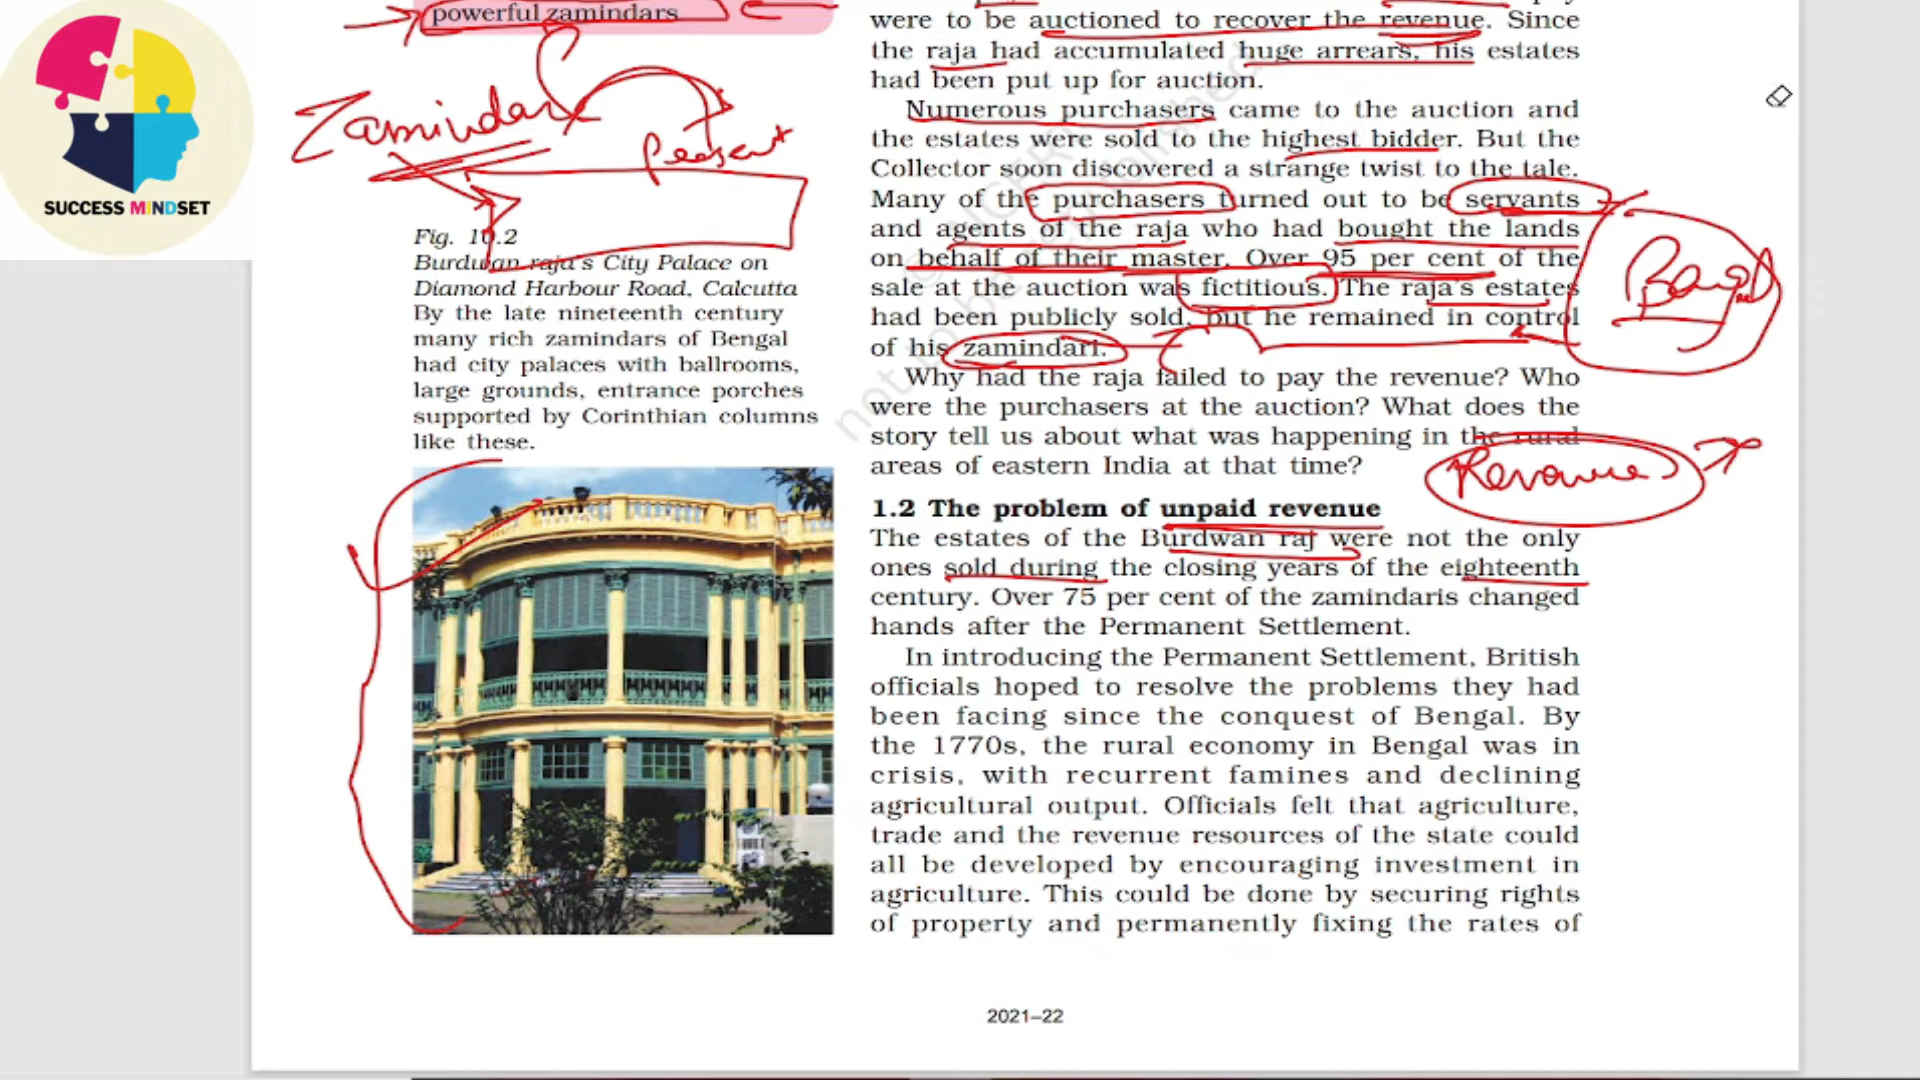 powerful zamindars
Zamindar
Present
SUCCESS MINDSET
Fig. 10.2
Burdwan raja's City Palace on
Diamond Harbour Road, Calcutta
By the late nineteenth century
many rich zamindars of Bengal
had city palaces with ballrooms,
large grounds, entrance porches
supported by Corinthian columns
like these.
were to be auctioned to recover the revenue. Since
the raja had accumulated huge arrears, his estates
had been put up for auction.
Numerous purchasers came to the auction and
the estates were sold to the highest bidder. But the
Collector soon discovered a strange twist to the tale.
Many of the purchasers turned out to be servants
and agents of the raja who had bought the lands
on behalf of their master. Over 95 per cent of the
sale at the auction was fictitious. The raja's estates
had been publicly sold, but he remained in control
of his zamindari.
Bengal
Why had the raja failed to pay the revenue? Who
were the purchasers at the auction? What does the
story tell us about what was happening in the rural
areas of eastern India at that time?
Revenue
1.2 The problem of unpaid revenue
The estates of the Burdwan raj were not the only
ones sold during the closing years of the eighteenth
century. Over 75 per cent of the zamindaris changed
hands after the Permanent Settlement.
In introducing the Permanent Settlement, British
officials hoped to resolve the problems they had
been facing since the conquest of Bengal. By
the 1770s, the rural economy in Bengal was in
crisis, with recurrent famines and declining
agricultural output. Officials felt that agriculture,
trade and the revenue resources of the state could
all be developed by encouraging investment in
agriculture. This could be done by securing rights
of property and permanently fixing the rates of
2021–22